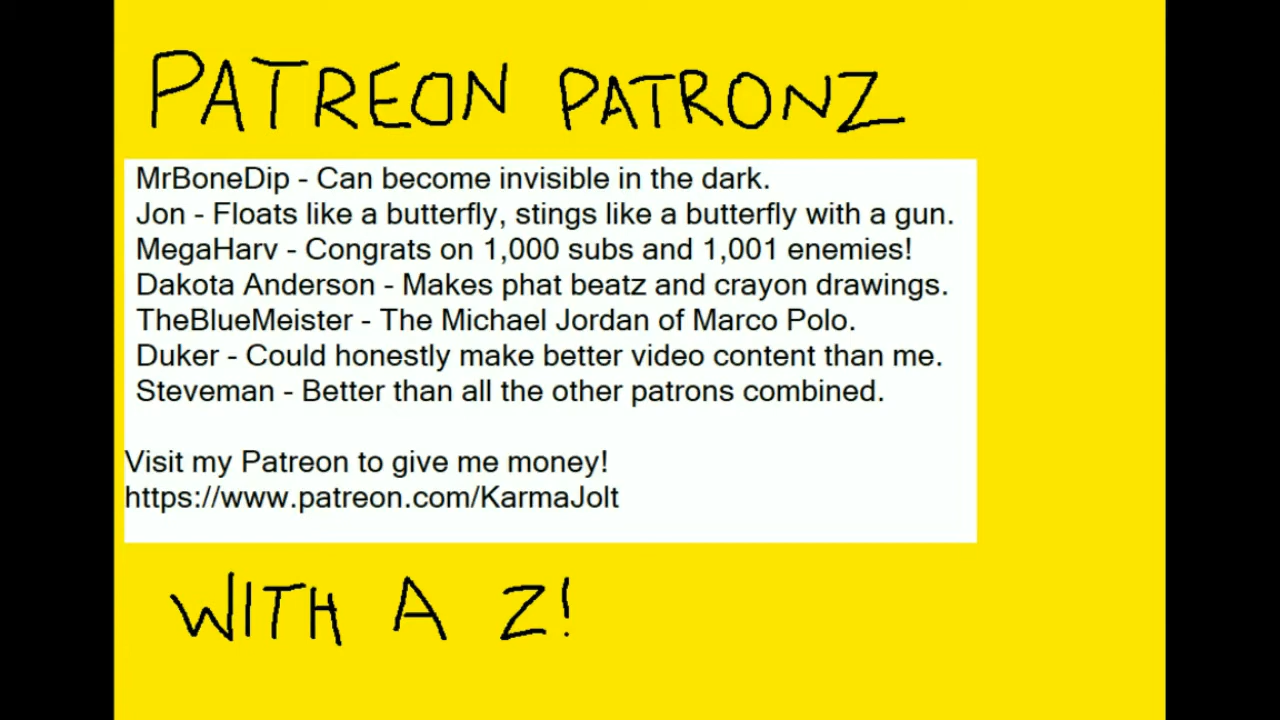 PATREON PATRONZ
MrBoneDip - Can become invisible in the dark.
Jon - Floats like a butterfly, stings like a butterfly with a gun.
MegaHarv - Congrats on 1,000 subs and 1,001 enemies!
Dakota Anderson - Makes phat beatz and crayon drawings.
TheBlueMeister - The Michael Jordan of Marco Polo.
Duker - Could honestly make better video content than me.
Steveman - Better than all the other patrons combined.
Visit my Patreon to give me money!
https://www.patreon.com/KarmaJolt
WITH A Z!